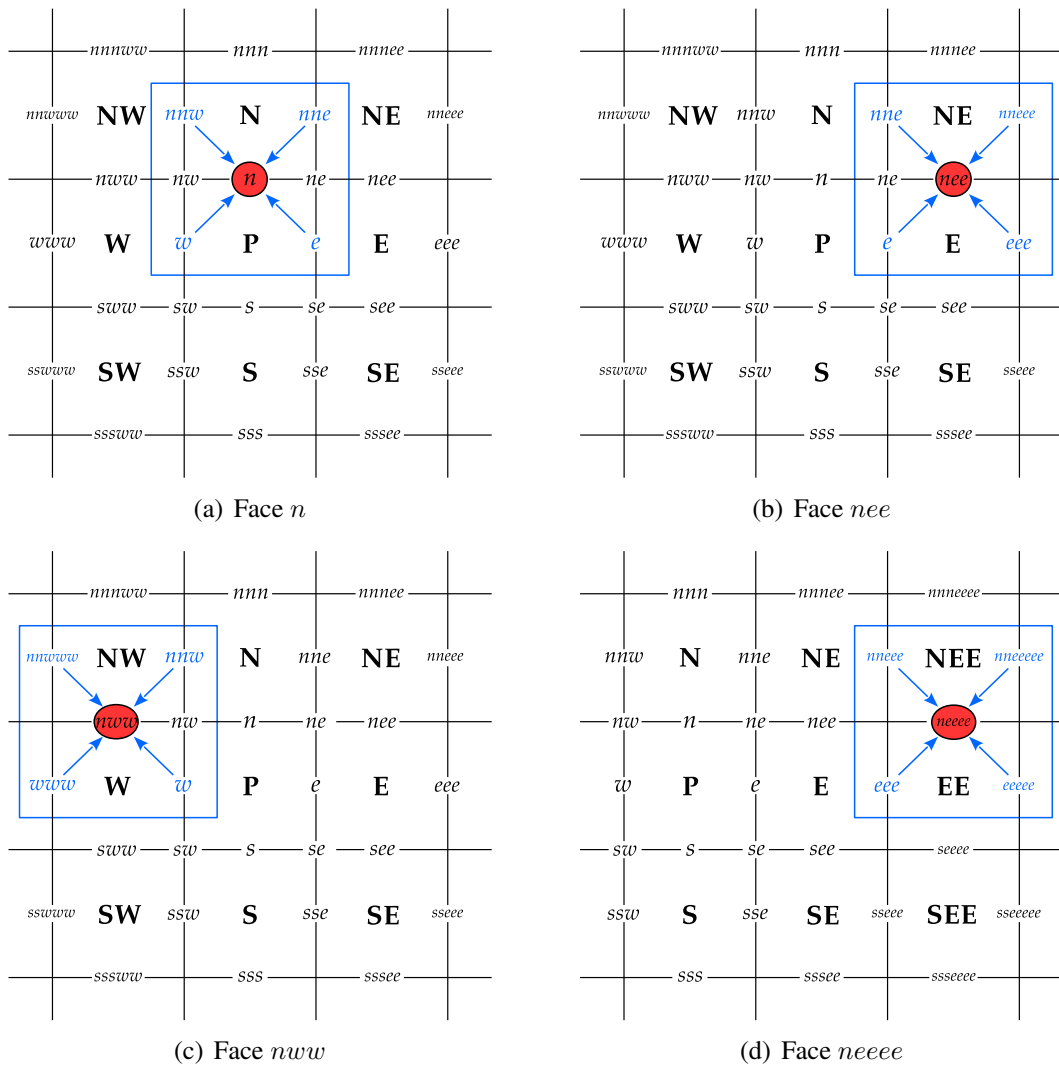 nnnww nnn nnnee
nnwww NW nnw N nne NE nneee
nww nw n ne nee
www W w P e E eee
sww sw s se see
sswww SW ssw S sse SE sseee
sssww sss sssee
(a) Face n
nnnww nnn nnnee
nnwww NW nnw N nne NE nneee
nww nw n ne nee
www W w P e E eee
sww sw s se see
sswww SW ssw S sse SE sseee
sssww sss sssee
(b) Face nee
nnnww nnn nnnee
nnwww NW nnw N nne NE nneee
nww nw n ne nee
www W w P e E eee
sww sw s se see
sswww SW ssw S sse SE sseee
sssww sss sssee
(c) Face nww
nnn nnnee nnneeee
nnw N nne NE nneee NEE nneeeee
nw n ne nee neeee
w P e E eee EE eeeee
sw s se see seeee
ssw S sse SE sseee SEE sseeeee
sss sssee ssseeee
(d) Face neeee